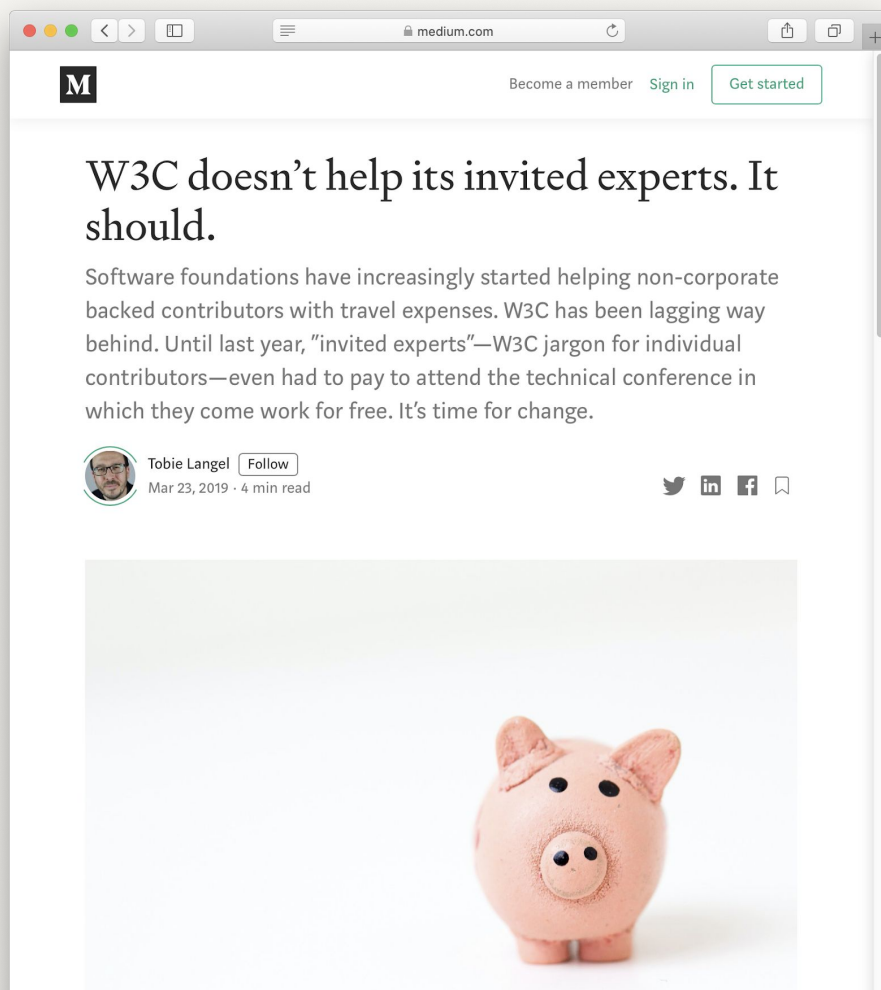 medium.com
M
Become a member Sign in Get started
W3C doesn’t help its invited experts. It
should.
Software foundations have increasingly started helping non-corporate
backed contributors with travel expenses. W3C has been lagging way
behind. Until last year, ”invited experts”—W3C jargon for individual
contributors—even had to pay to attend the technical conference in
which they come work for free. It’s time for change.
Tobie Langel Follow
Mar 23, 2019 · 4 min read
in f